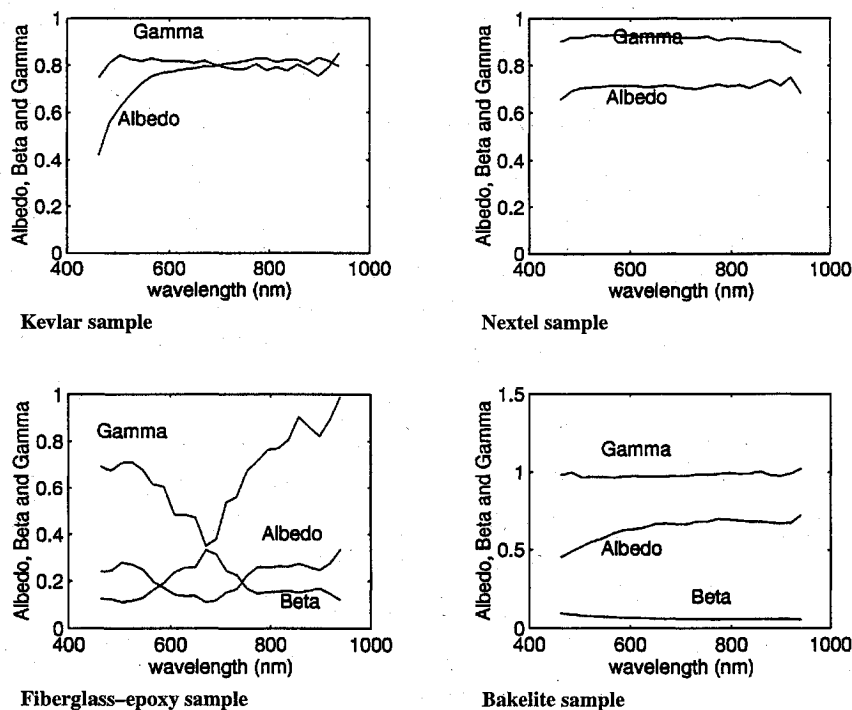 Albedo, Beta and Gamma
1
0.8
0.6
0.4
0.2
0
Gamma
Albedo
400 600 800 1000
wavelength (nm)
Kevlar sample
Albedo, Beta and Gamma
1
0.8
0.6
0.4
0.2
0
Gamma
Albedo
400 600 800 1000
wavelength (nm)
Nextel sample
Albedo, Beta and Gamma
1
0.8
0.6
0.4
0.2
0
Gamma
Albedo
Beta
400 600 800 1000
wavelength (nm)
Fiberglass–epoxy sample
Albedo, Beta and Gamma
1.5
1
0.5
0
Gamma
Albedo
Beta
400 600 800 1000
wavelength (nm)
Bakelite sample